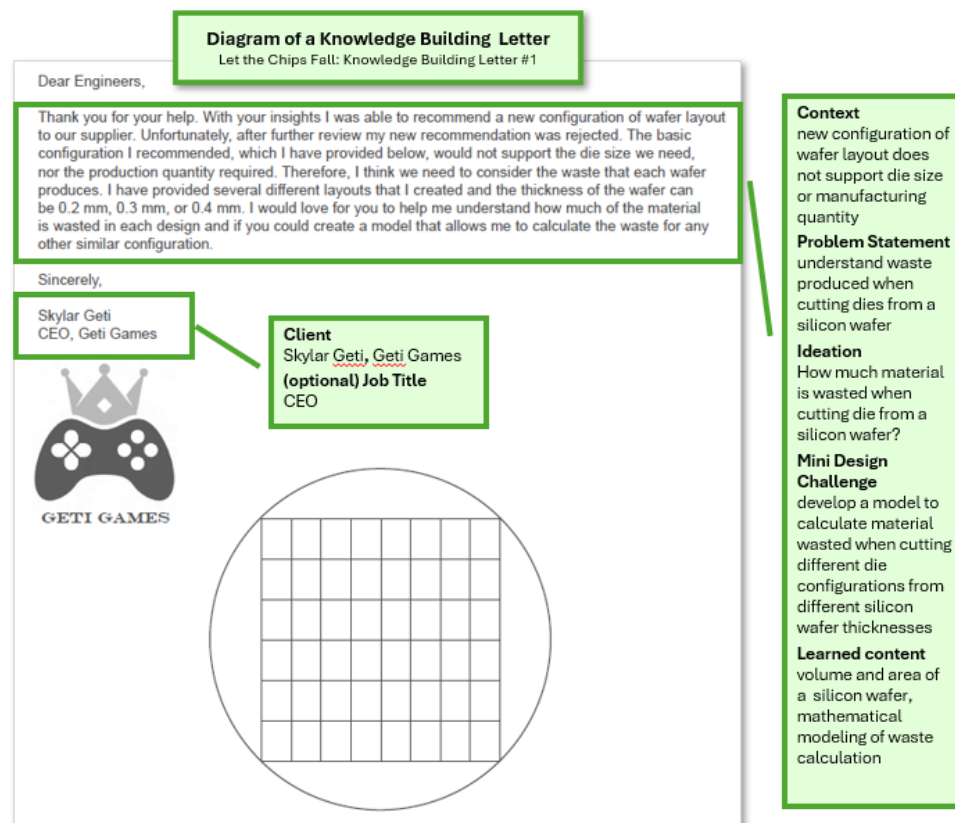 Diagram of a Knowledge Building Letter
Let the Chips Fall: Knowledge Building Letter #1
Dear Engineers,
Thank you for your help. With your insights I was able to recommend a new configuration of wafer layout
to our supplier. Unfortunately, after further review my new recommendation was rejected. The basic
configuration I recommended, which I have provided below, would not support the die size we need,
nor the production quantity required. Therefore, I think we need to consider the waste that each wafer
produces. I have provided several different layouts that I created and the thickness of the wafer can
be 0.2 mm, 0.3 mm, or 0.4 mm. I would love for you to help me understand how much of the material
is wasted in each design and if you could create a model that allows me to calculate the waste for any
other similar configuration.
Sincerely,
Skylar Geti
CEO, Geti Games
GETI GAMES
Client
Skylar Geti, Geti Games
(optional) Job Title
CEO
Context
new configuration of
wafer layout does
not support die size
or manufacturing
quantity
Problem Statement
understand waste
produced when
cutting dies from a
silicon wafer
Ideation
How much material
is wasted when
cutting die from a
silicon wafer?
Mini Design
Challenge
develop a model to
calculate material
wasted when cutting
different die
configurations from
different silicon
wafer thicknesses
Learned content
volume and area of
a silicon wafer,
mathematical
modeling of waste
calculation